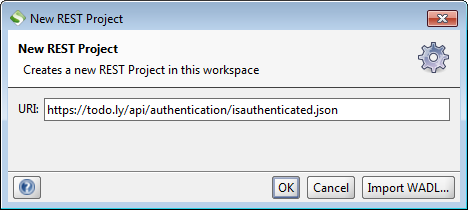 New REST Project
New REST Project
Creates a new REST Project in this workspace
URI: https://todo.ly/api/authentication/isauthenticated.json
OK Cancel Import WADL...